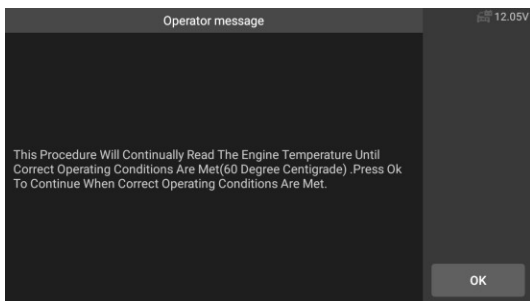 Operator message
12.05V
This Procedure Will Continually Read The Engine Temperature Until
Correct Operating Conditions Are Met(60 Degree Centigrade) .Press Ok
To Continue When Correct Operating Conditions Are Met.
OK